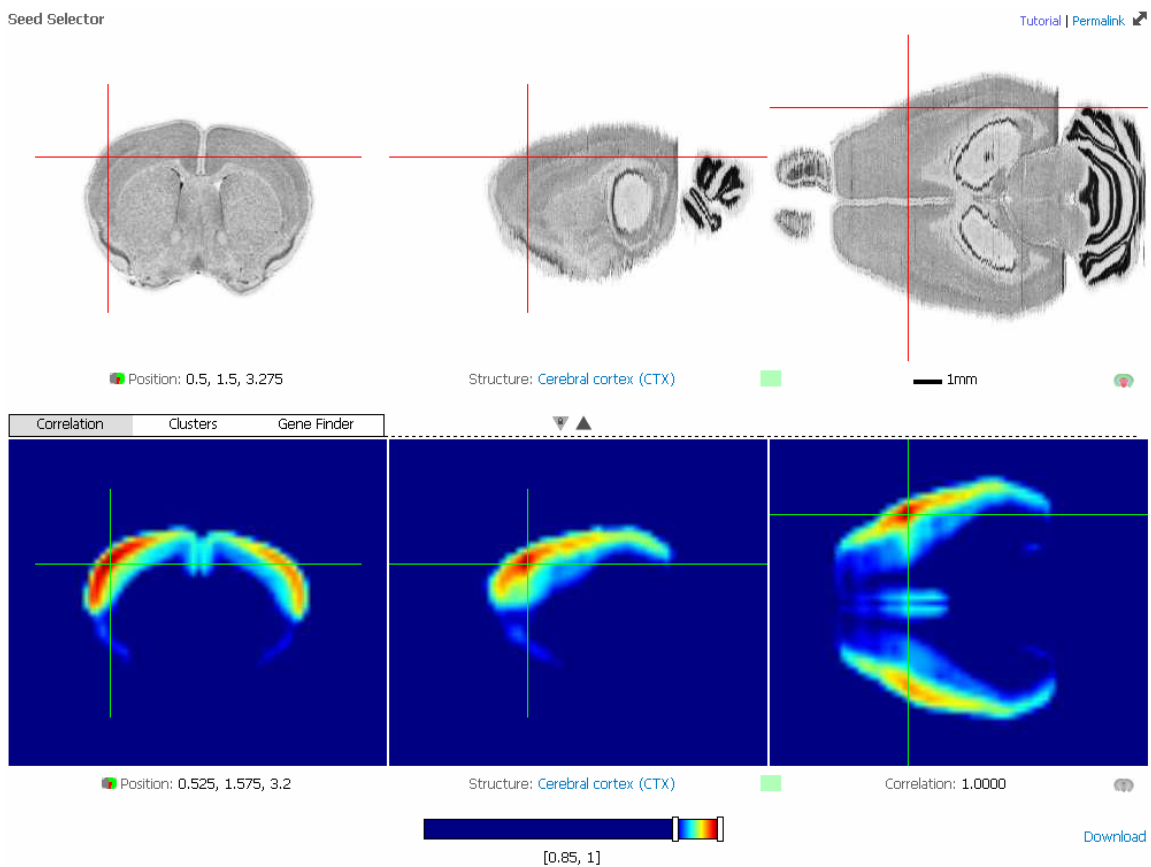 Seed Selector
Tutorial | Permalink
Position: 0.5, 1.5, 3.275
Structure: Cerebral cortex (CTX)
1mm
Correlation
Clusters
Gene Finder
Position: 0.525, 1.575, 3.2
Structure: Cerebral cortex (CTX)
Correlation: 1.0000
[0.85, 1]
Download